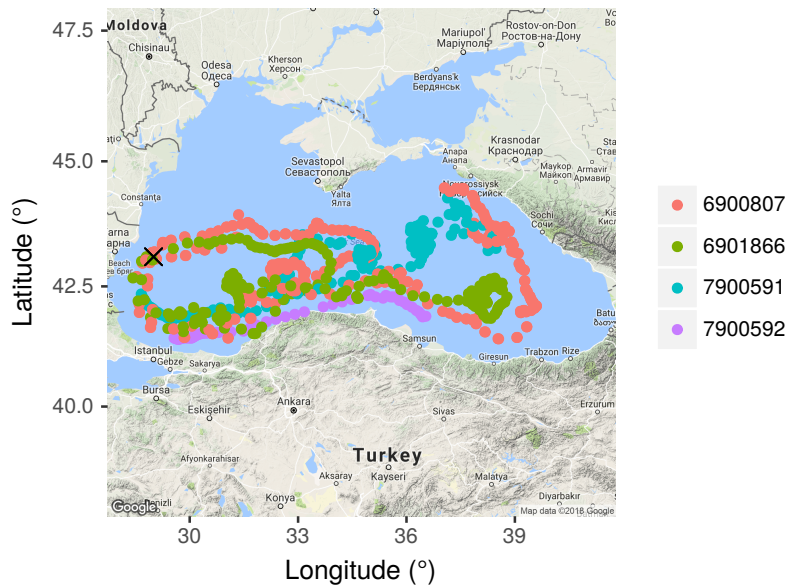 Moldova
Chisinau
Odesa
Одеса
Kherson
Херсон
Mariupol'
Маріуполь
Rostov-on-Don
Ростов-на-Дону
Berdyans'k
Бердянськ
Krasnodar
Краснодар
Anapa
Анапа
Maykop
Майкоп
Armavir
Армавир
Sevastopol
Севастополь
Yalta
Ялта
Constanța
Novorossiysk
Sochi
Сочи
Beach
Istanbul
Gebze
Sakarya
Bursa
Eskişehir
Ankara
Samsun
Giresun
Trabzon
Rize
Sivas
Erzurum
Turkey
Afyonkarahisar
Aksaray
Kayseri
Malatya
Konya
Diyarbakır
Google
Map data ©2018 Google
47.5
45.0
42.5
40.0
30
33
36
39
Latitude (°)
Longitude (°)
6900807
6901866
7900591
7900592